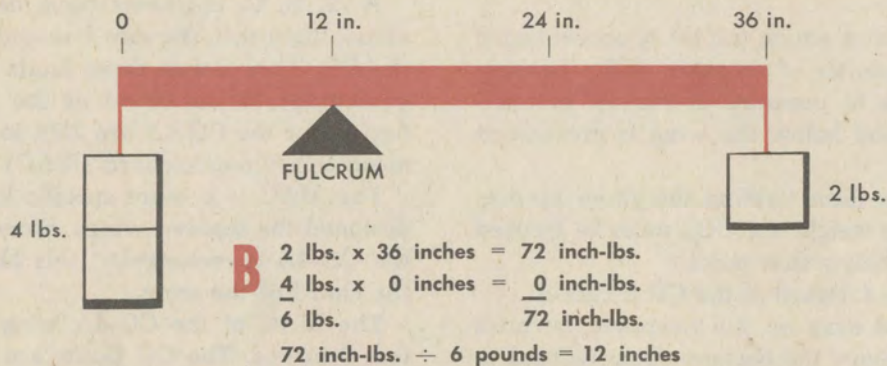 0 12 in. 24 in. 36 in.
FULCRUM
4 lbs.
2 lbs.
B
2 lbs. x 36 inches = 72 inch-lbs.
4 lbs. x 0 inches = 0 inch-lbs.
6 lbs. 72 inch-lbs.
72 inch-lbs. ÷ 6 pounds = 12 inches